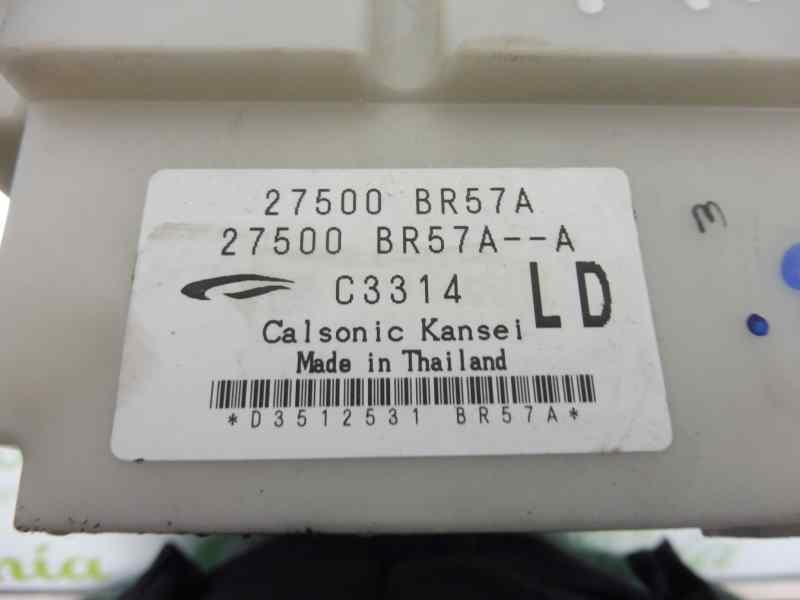 27500 BR57A
27500 BR57A--A
C3314 LD
Calsonic Kansei
Made in Thailand
*D3512531 BR57A*
m